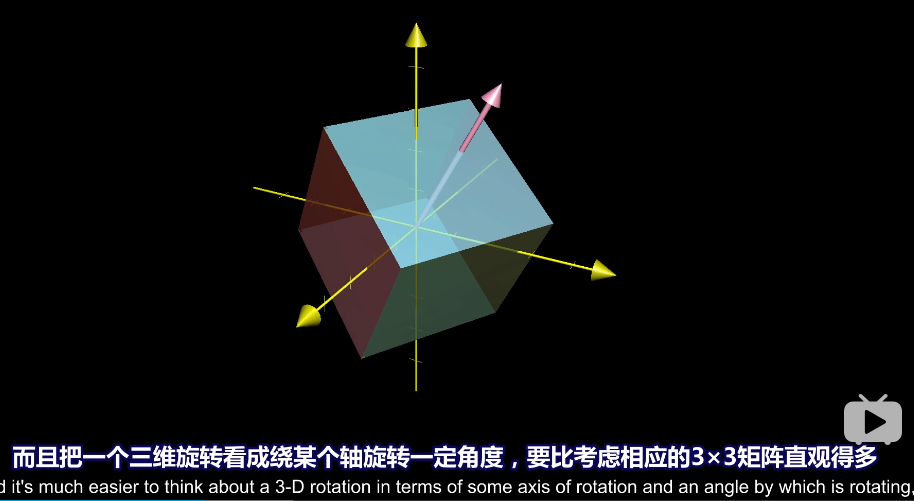 而且把一个三维旋转看成绕某个轴旋转一定角度，要比考虑相应的3×3矩阵直观得多
d it's much easier to think about a 3-D rotation in terms of some axis of rotation and an angle by which is rotating,